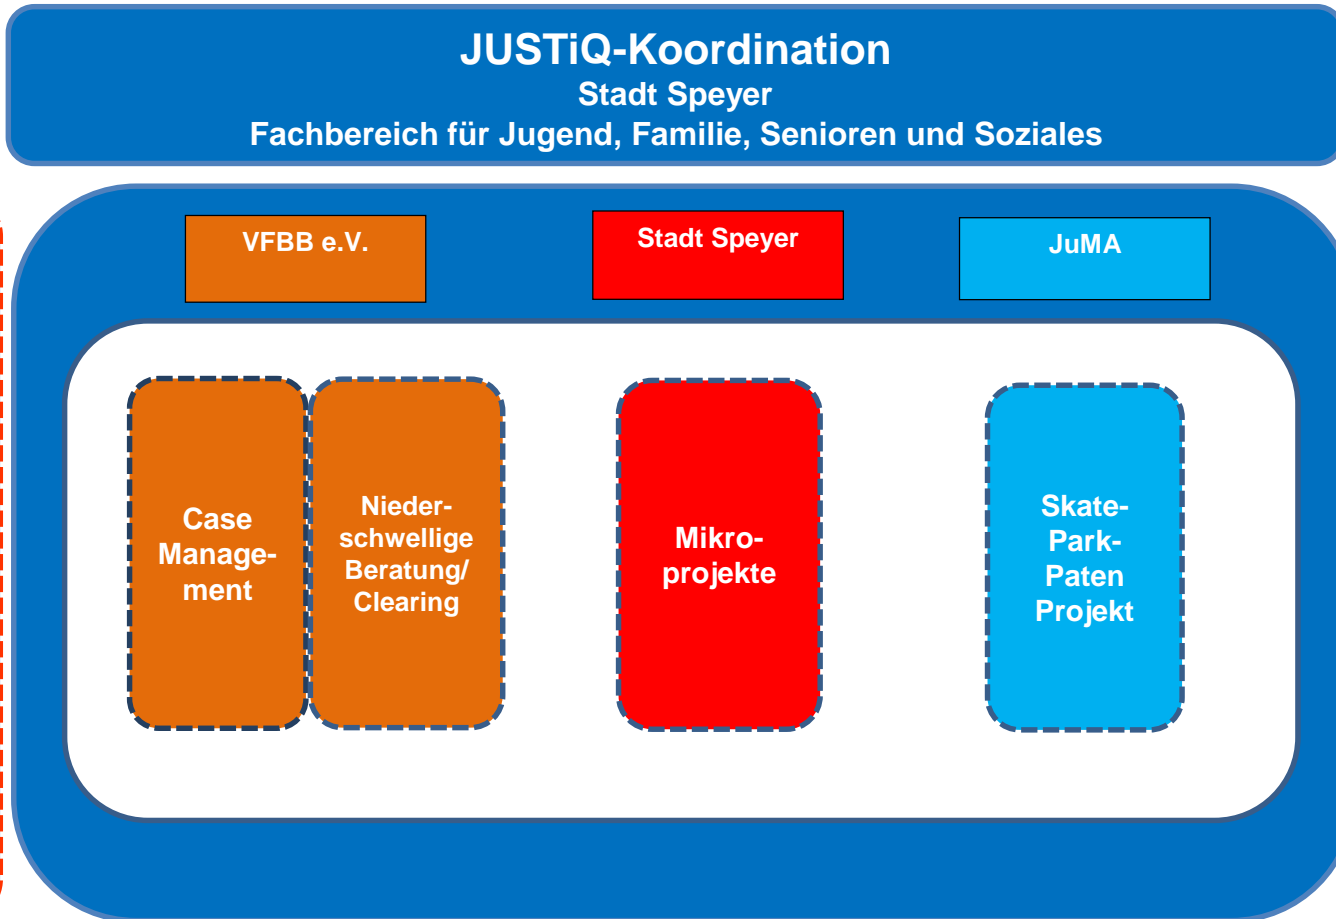 JUSTiQ-Koordination
Stadt Speyer
Fachbereich für Jugend, Familie, Senioren und Soziales
VFBB e.V.
Stadt Speyer
JuMA
Case
Manage-
ment
Nieder-
schwellige
Beratung/
Clearing
Mikro-
projekte
Skate-
Park-
Paten
Projekt